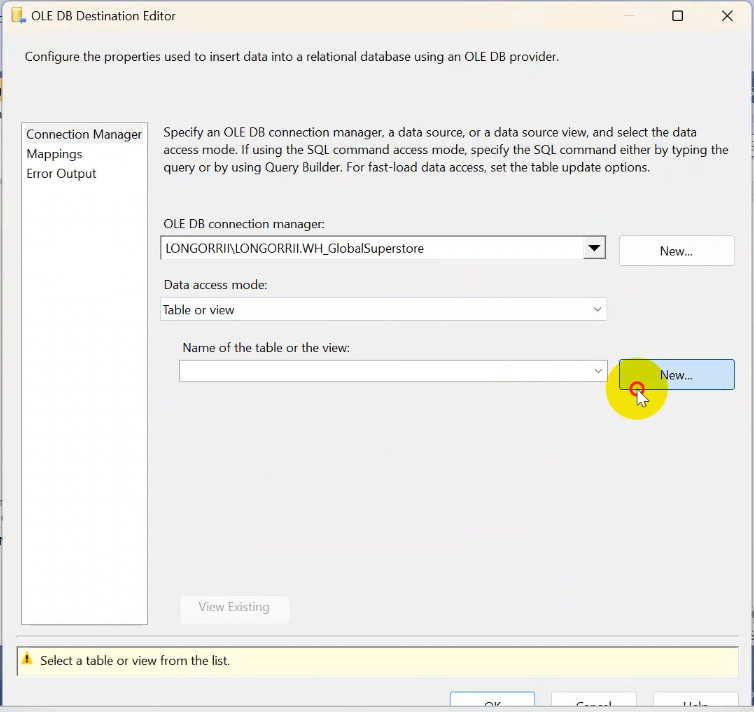 OLE DB Destination Editor
Configure the properties used to insert data into a relational database using an OLE DB provider.
Connection Manager
Mappings
Error Output
Specify an OLE DB connection manager, a data source, or a data source view, and select the data
access mode. If using the SQL command access mode, specify the SQL command either by typing the
query or by using Query Builder. For fast-load data access, set the table update options.
OLE DB connection manager:
LONGORRII\LONGORRII.WH_GlobalSuperstore
New...
Data access mode:
Table or view
Name of the table or the view:
New...
View Existing
Select a table or view from the list.
OK
Cancel
Help